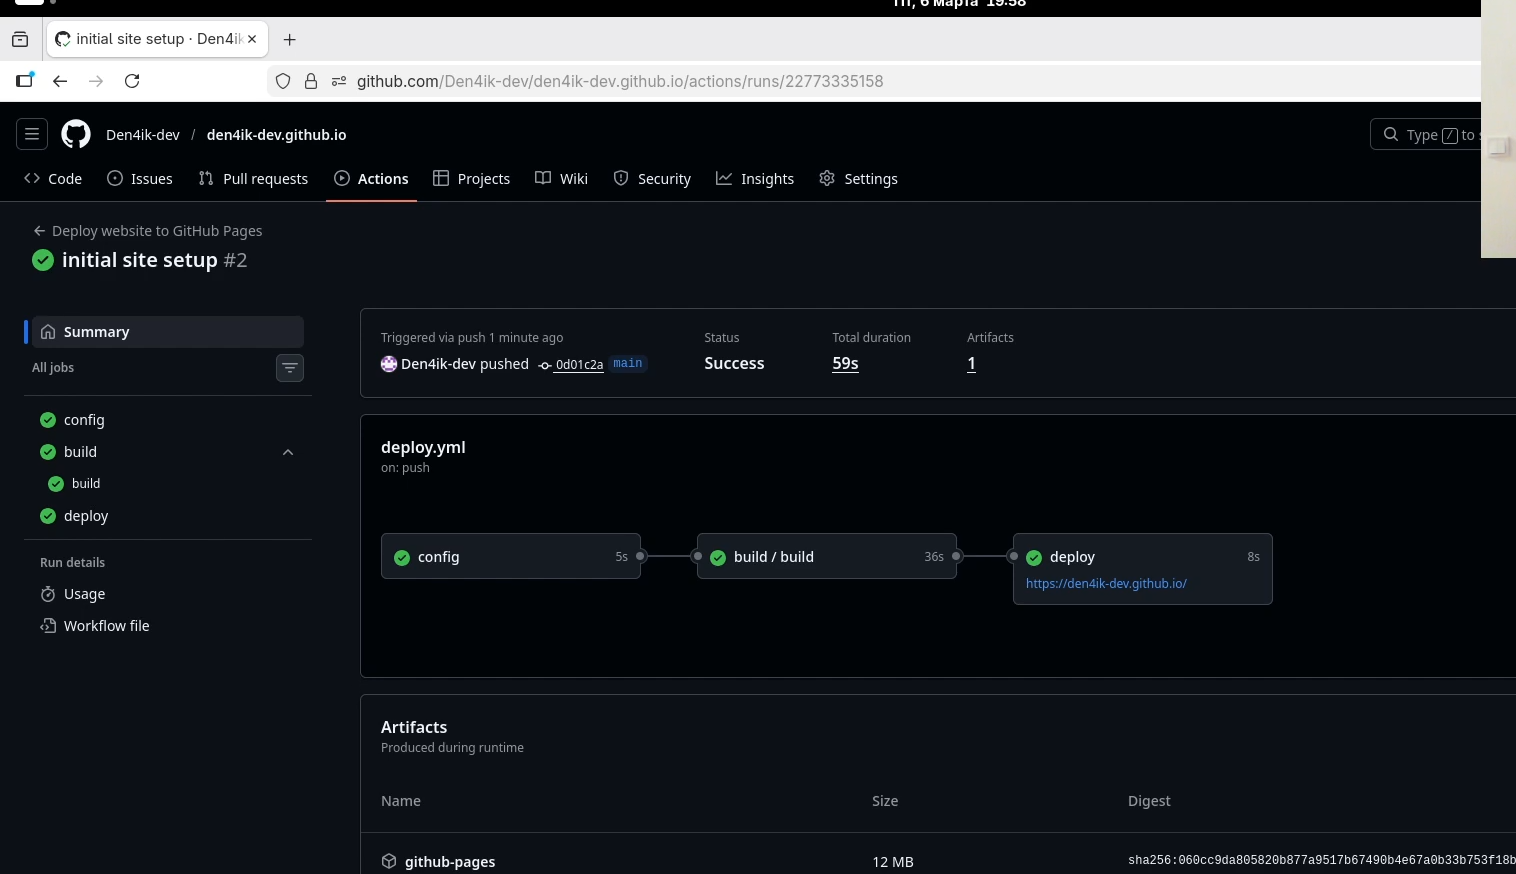 Пт, 6 марта 19:58
initial site setup · Den4ik
github.com/Den4ik-dev/den4ik-dev.github.io/actions/runs/22773335158
Den4ik-dev / den4ik-dev.github.io
Type / to s
Code Issues Pull requests Actions Projects Wiki Security Insights Settings
Deploy website to GitHub Pages
initial site setup #2
Summary
All jobs
config
build
build
deploy
Run details
Usage
Workflow file
Triggered via push 1 minute ago
Den4ik-dev pushed 0d01c2a main
Status
Success
Total duration
59s
Artifacts
1
deploy.yml
on: push
config 5s
build / build 36s
deploy 8s
https://den4ik-dev.github.io/
Artifacts
Produced during runtime
Name Size Digest
github-pages 12 MB sha256:060cc9da805820b877a9517b67490b4e67a0b33b753f18b